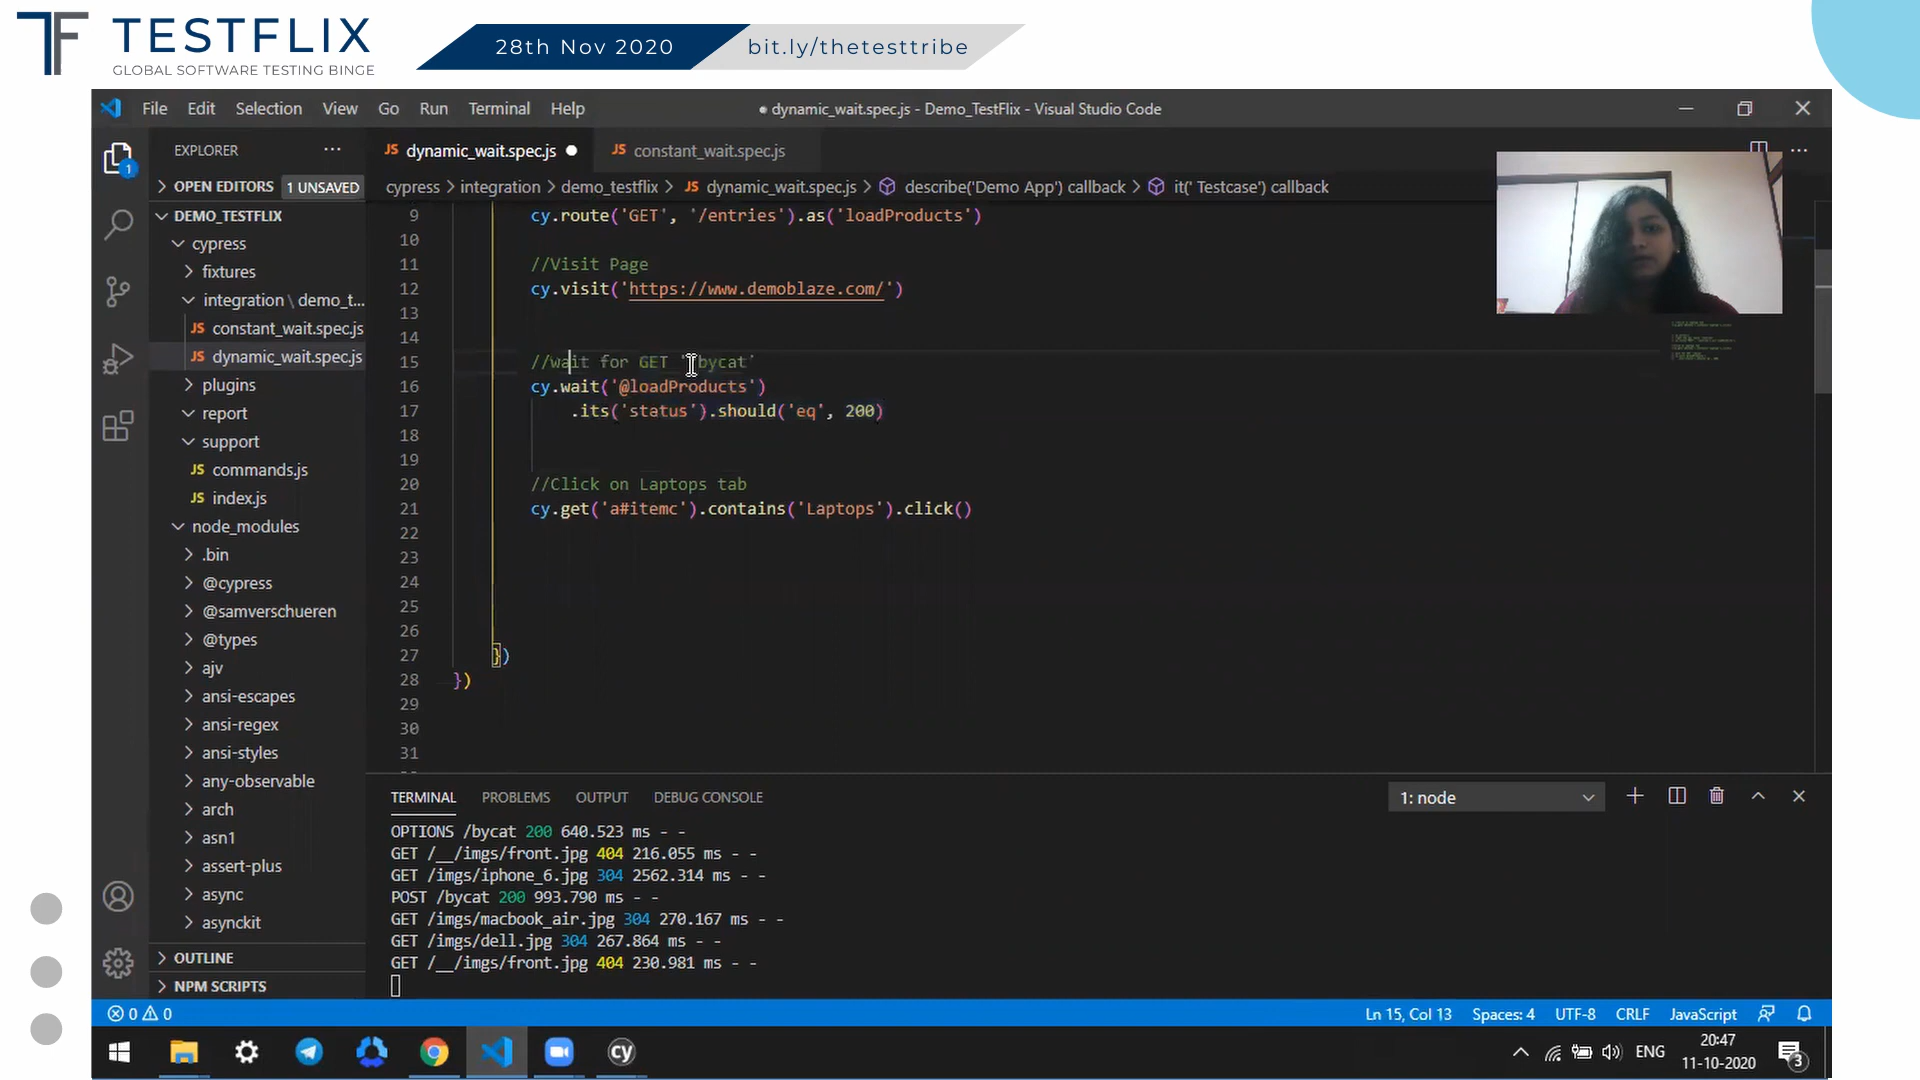 TF TESTFLIX
GLOBAL SOFTWARE TESTING BINGE
28th Nov 2020
bit.ly/thetesttribe
File Edit Selection View Go Run Terminal Help
● dynamic_wait.spec.js - Demo_TestFlix - Visual Studio Code
EXPLORER ···
JS dynamic_wait.spec.js ●
JS constant_wait.spec.js
cypress > integration > demo_testflix > JS dynamic_wait.spec.js > describe('Demo App') callback > it(' Testcase') callback
1
OPEN EDITORS 1 UNSAVED
DEMO_TESTFLIX
cypress
fixtures
integration \ demo_t...
JS constant_wait.spec.js
JS dynamic_wait.spec.js
plugins
report
support
JS commands.js
JS index.js
node_modules
.bin
@cypress
@samverschueren
@types
ajv
ansi-escapes
ansi-regex
ansi-styles
any-observable
arch
asn1
assert-plus
async
asynckit
OUTLINE
NPM SCRIPTS
9 cy.route('GET', '/entries').as('loadProducts')
10
11 //Visit Page
12 cy.visit('https://www.demoblaze.com/')
13
14
15 //wait for GET '/bycat'
16 cy.wait('@loadProducts')
17 .its('status').should('eq', 200)
18
19
20 //Click on Laptops tab
21 cy.get('a#itemc').contains('Laptops').click()
22
23
24
25
26
27 })
28 })
29
30
31
TERMINAL PROBLEMS OUTPUT DEBUG CONSOLE
1: node
OPTIONS /bycat 200 640.523 ms - -
GET /__/imgs/front.jpg 404 216.055 ms - -
GET /imgs/iphone_6.jpg 304 2562.314 ms - -
POST /bycat 200 993.790 ms - -
GET /imgs/macbook_air.jpg 304 270.167 ms - -
GET /imgs/dell.jpg 304 267.864 ms - -
GET /__/imgs/front.jpg 404 230.981 ms - -
0 0
Ln 15, Col 13 Spaces: 4 UTF-8 CRLF JavaScript
cy
ENG
20:47
11-10-2020
3